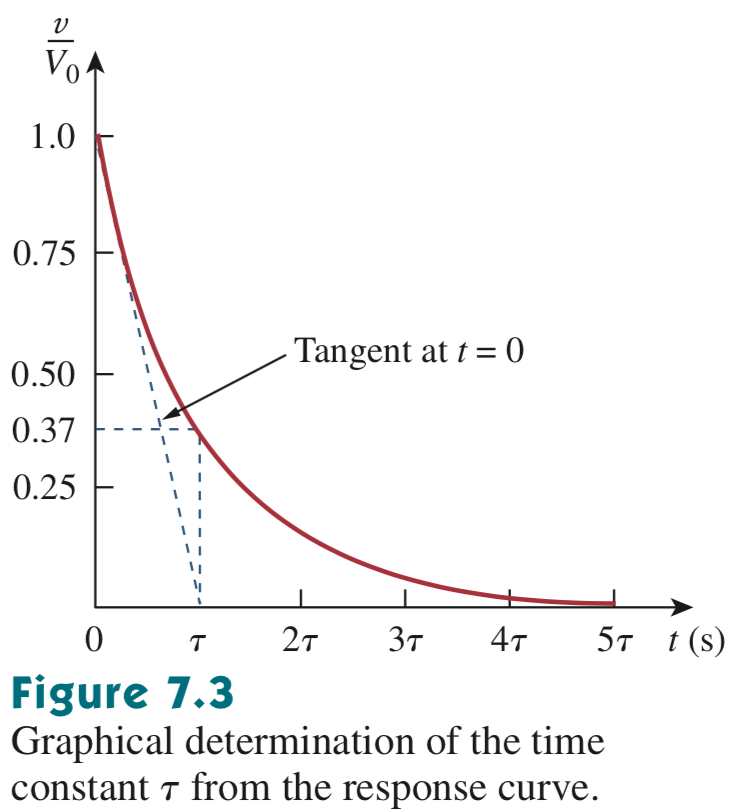 v
V0
1.0
0.75
Tangent at t = 0
0.50
0.37
0.25
0 τ 2τ 3τ 4τ 5τ t (s)
Figure 7.3
Graphical determination of the time
constant τ from the response curve.